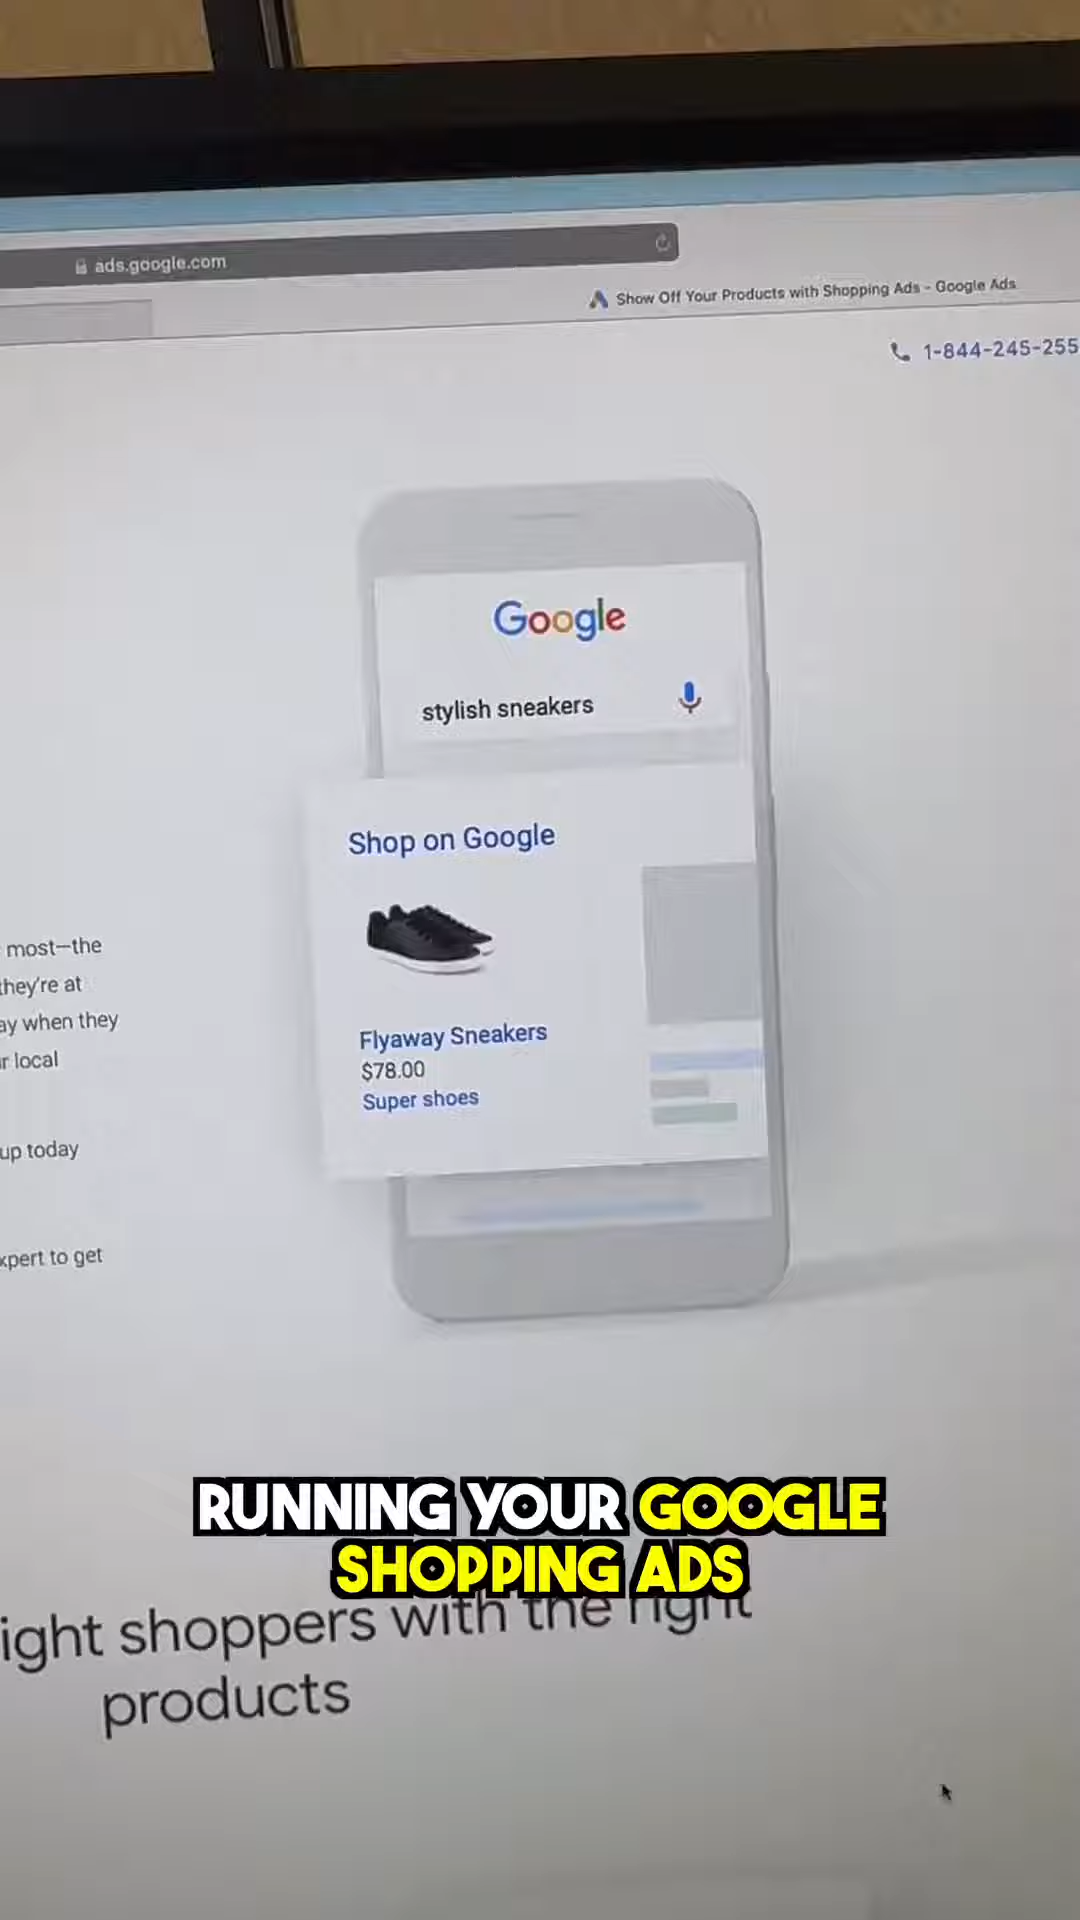 ads.google.com
Show Off Your Products with Shopping Ads - Google Ads
1-844-245-255
Google
stylish sneakers
Shop on Google
Flyaway Sneakers
$78.00
Super shoes
most—the
they're at
ay when they
r local
up today
xpert to get
RUNNING YOUR GOOGLE
SHOPPING ADS
ight shoppers with the right
products